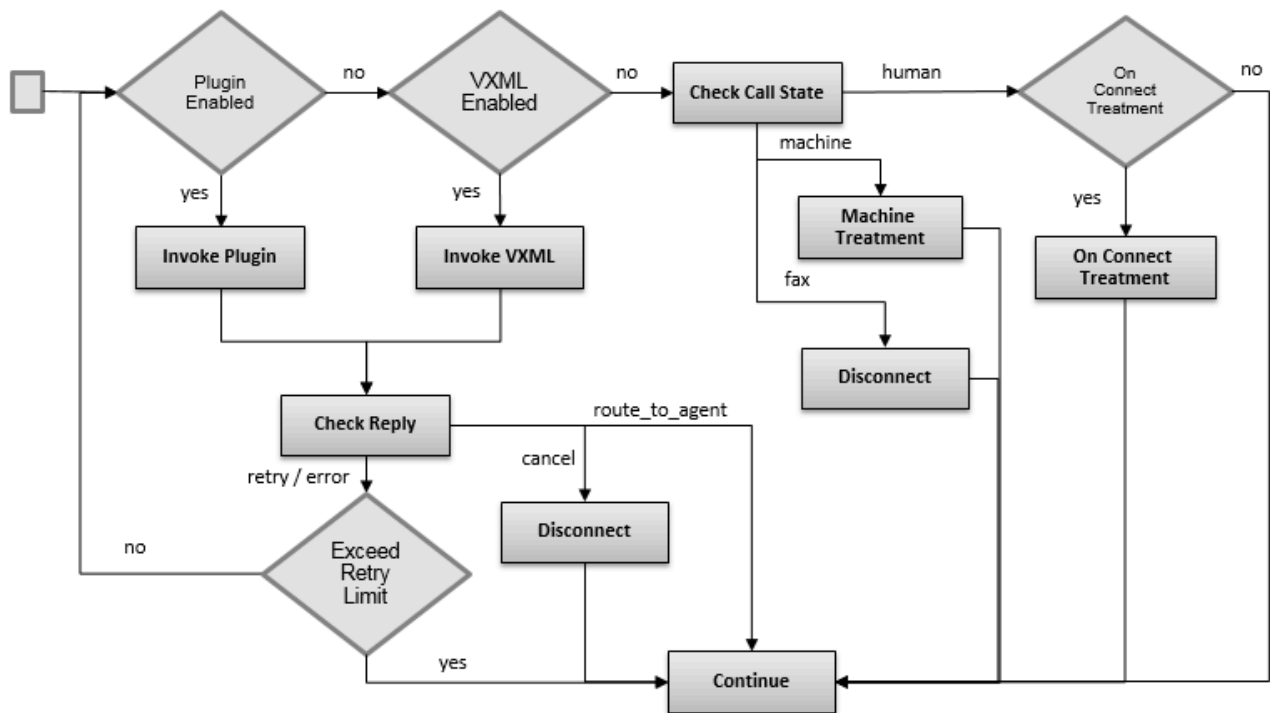 Plugin
Enabled
no
VXML
Enabled
no
Check Call State
human
On
Connect
Treatment
no
machine
yes
yes
Machine
Treatment
yes
Invoke Plugin
Invoke VXML
On Connect
Treatment
fax
Disconnect
Check Reply
route_to_agent
cancel
retry / error
Disconnect
no
Exceed
Retry
Limit
yes
Continue